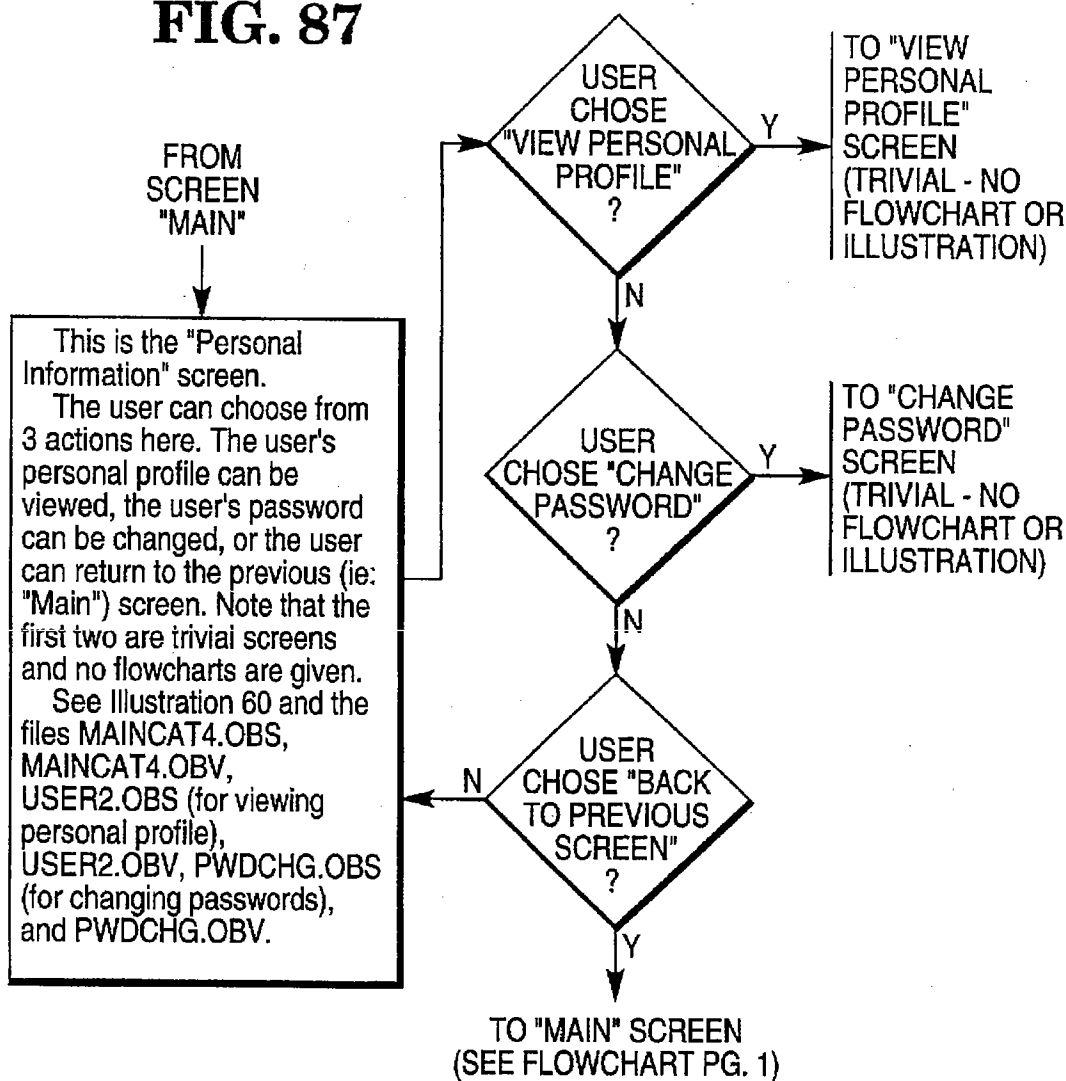 FIG. 87
FROM
SCREEN
"MAIN"
This is the "Personal
Information" screen.
The user can choose from
3 actions here. The user's
personal profile can be
viewed, the user's password
can be changed, or the user
can return to the previous (ie:
"Main") screen. Note that the
first two are trivial screens
and no flowcharts are given.
See Illustration 60 and the
files MAINCAT4.OBS,
MAINCAT4.OBV,
USER2.OBS (for viewing
personal profile),
USER2.OBV, PWDCHG.OBS
(for changing passwords),
and PWDCHG.OBV.
USER
CHOSE
"VIEW PERSONAL
PROFILE"
?
Y
TO "VIEW
PERSONAL
PROFILE"
SCREEN
(TRIVIAL - NO
FLOWCHART OR
ILLUSTRATION)
N
USER
CHOSE "CHANGE
PASSWORD"
?
Y
TO "CHANGE
PASSWORD"
SCREEN
(TRIVIAL - NO
FLOWCHART OR
ILLUSTRATION)
N
USER
CHOSE "BACK
TO PREVIOUS
SCREEN"
?
N
Y
TO "MAIN" SCREEN
(SEE FLOWCHART PG. 1)